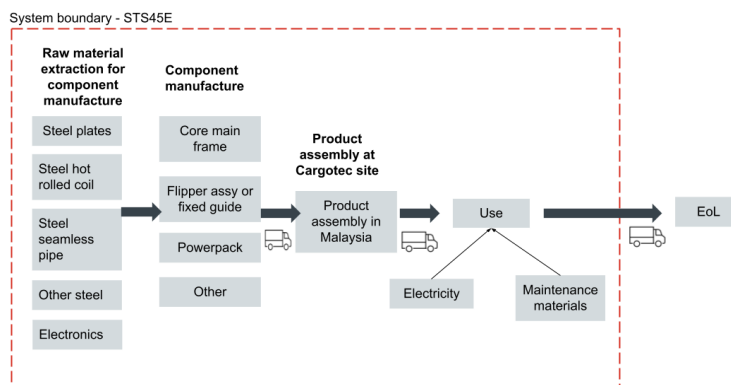 System boundary - STS45E
Raw material
extraction for
component
manufacture
Steel plates
Steel hot
rolled coil
Steel
seamless
pipe
Other steel
Electronics
Component
manufacture
Core main
frame
Flipper assy or
fixed guide
Powerpack
Other
Product
assembly at
Cargotec site
Product
assembly in
Malaysia
Use
Electricity
Maintenance
materials
EoL